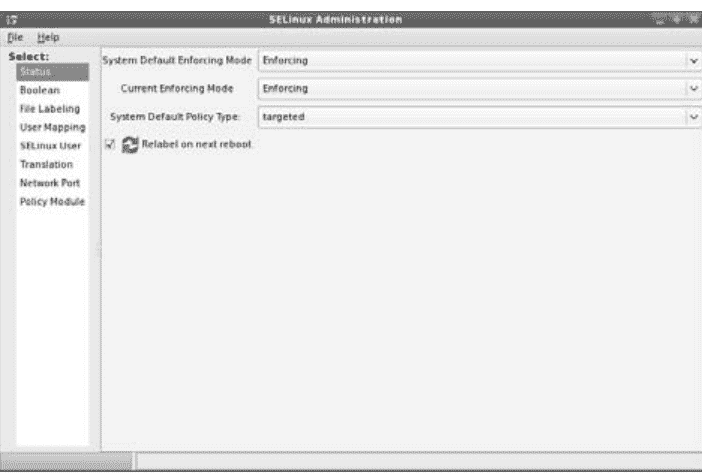 SELinux Administration
File Help
Select:
Status
Boolean
File Labeling
User Mapping
SELinux User
Translation
Network Port
Policy Module
System Default Enforcing Mode Enforcing
Current Enforcing Mode Enforcing
System Default Policy Type: targeted
Relabel on next reboot.